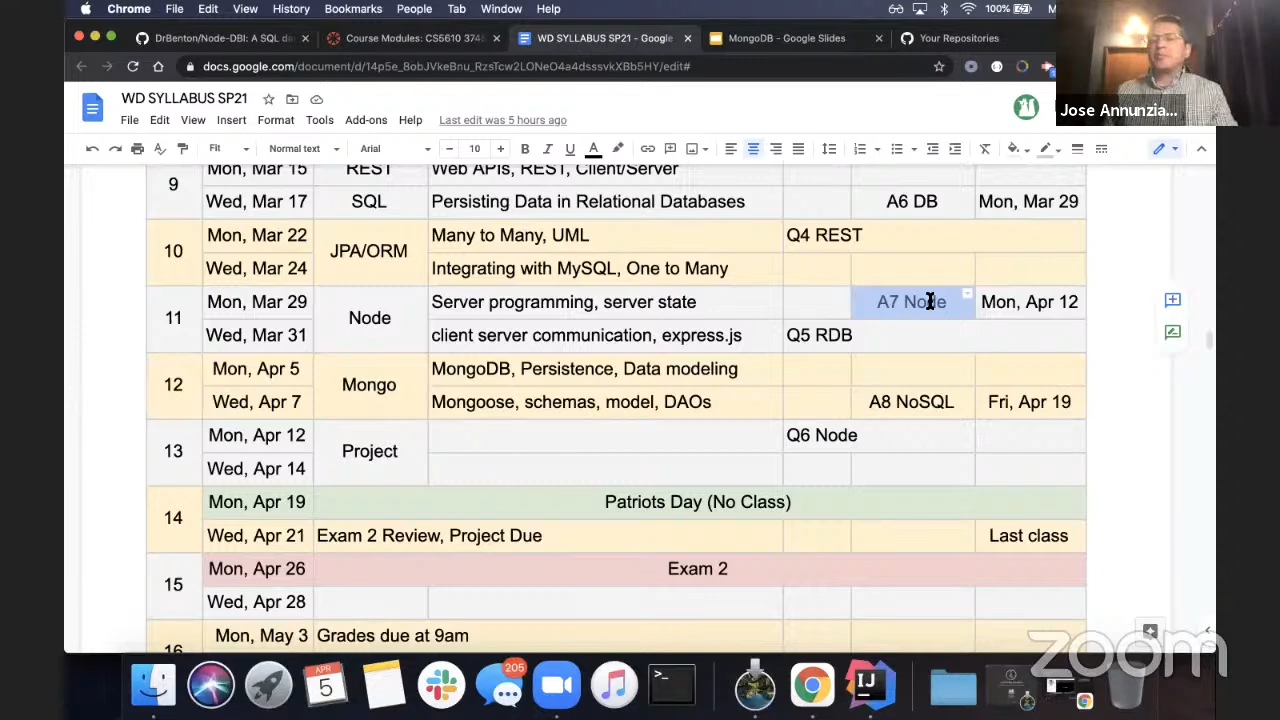 Chrome File Edit View History Bookmarks People Tab Window Help 100%
DrBenton/Node-DBI: A SQL da Course Modules: CS5610 3745 WD SYLLABUS SP21 - Google MongoDB - Google Slides Your Repositories
docs.google.com/document/d/14p5e_8obJVkeBnu_RzsTcw2LONeO4a4dsssvkXBb5HY/edit#
Jose Annunzia...
WD SYLLABUS SP21
File Edit View Insert Format Tools Add-ons Help Last edit was 5 hours ago
Fit Normal text Arial 10 B I U A
9 Mon, Mar 15 REST Web APIs, REST, Client/Server
Wed, Mar 17 SQL Persisting Data in Relational Databases A6 DB Mon, Mar 29
10 Mon, Mar 22 JPA/ORM Many to Many, UML Q4 REST
Wed, Mar 24 Integrating with MySQL, One to Many
11 Mon, Mar 29 Node Server programming, server state A7 Node Mon, Apr 12
Wed, Mar 31 client server communication, express.js Q5 RDB
12 Mon, Apr 5 Mongo MongoDB, Persistence, Data modeling
Wed, Apr 7 Mongoose, schemas, model, DAOs A8 NoSQL Fri, Apr 19
13 Mon, Apr 12 Project Q6 Node
Wed, Apr 14
14 Mon, Apr 19 Patriots Day (No Class)
Wed, Apr 21 Exam 2 Review, Project Due Last class
15 Mon, Apr 26 Exam 2
Wed, Apr 28
16 Mon, May 3 Grades due at 9am
zoom
APR
5
205